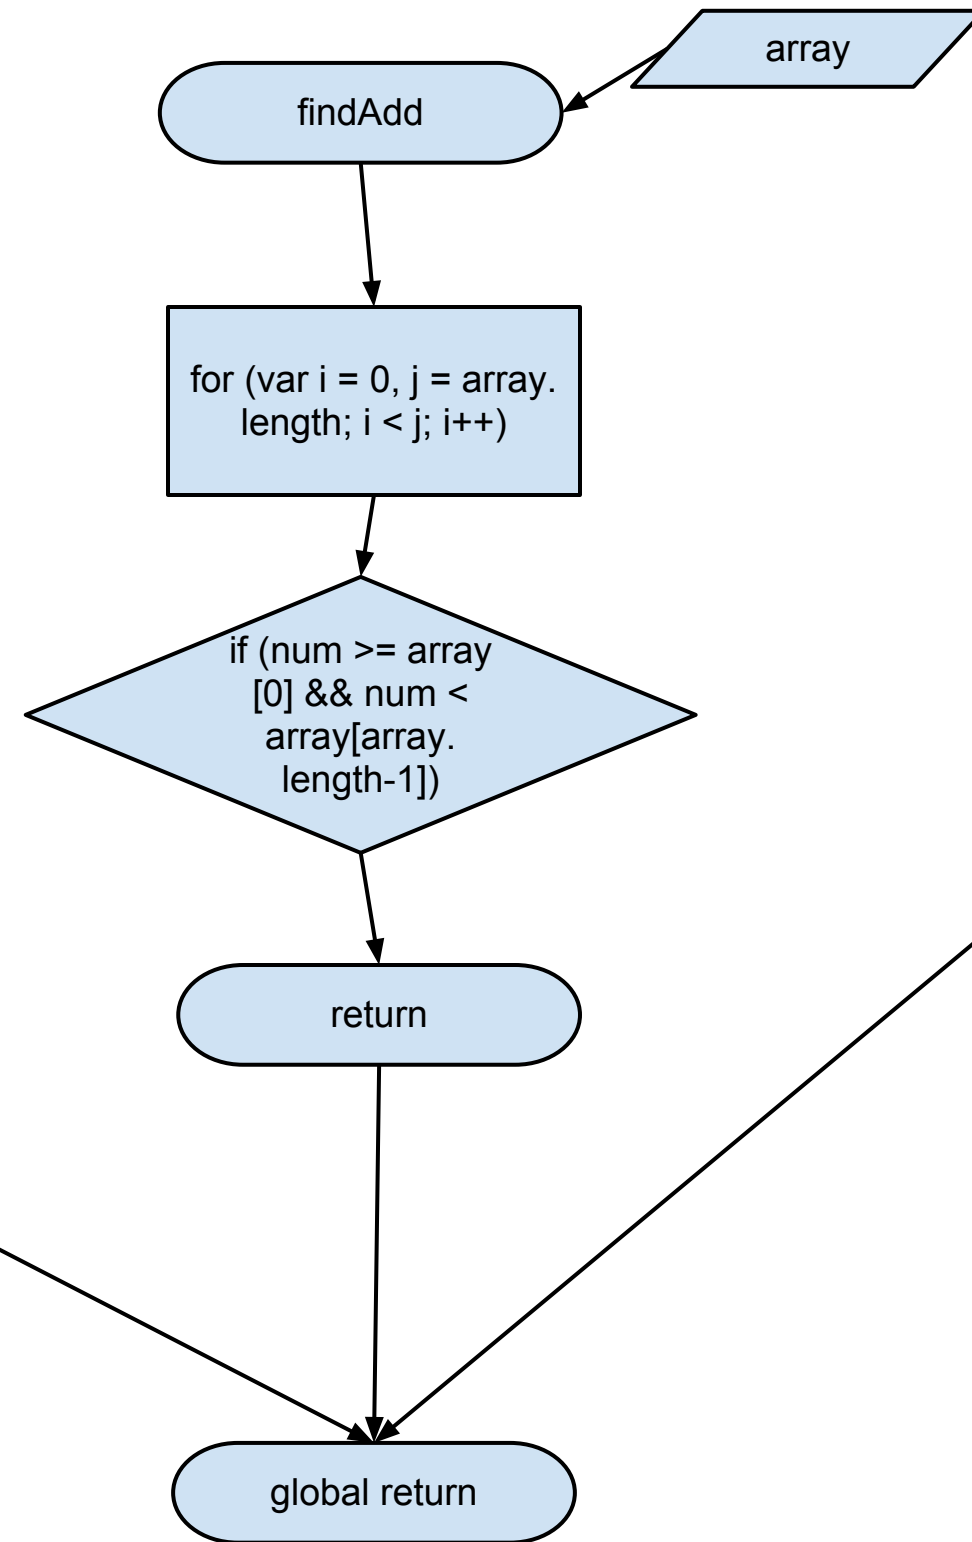 array
findAdd
for (var i = 0, j = array.
length; i < j; i++)
if (num >= array
[0] && num <
array[array.
length-1])
return
global return